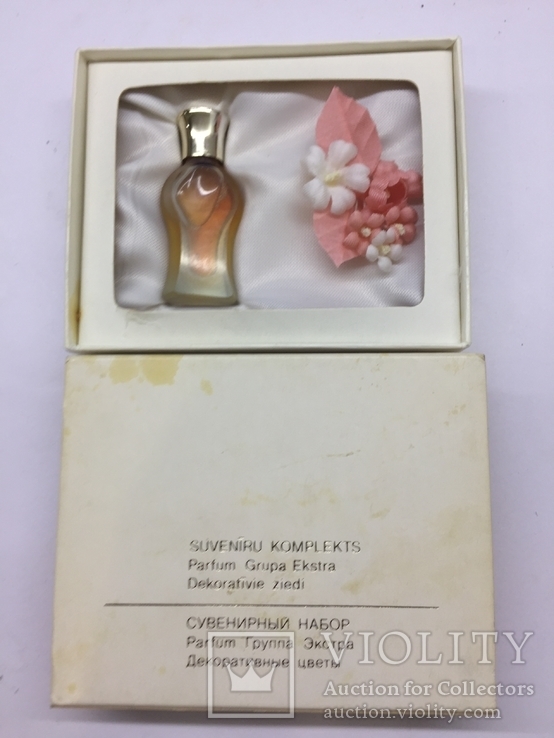 SUVENĪRU KOMPLEKTS
Parfum Grupa Ekstra
Dekoratīvie ziedi
СУВЕНИРНЫЙ НАБОР
Parfum Группа Экстра
Декоративные цветы
VIOLITY
Auction for Collectors
auction.violity.com